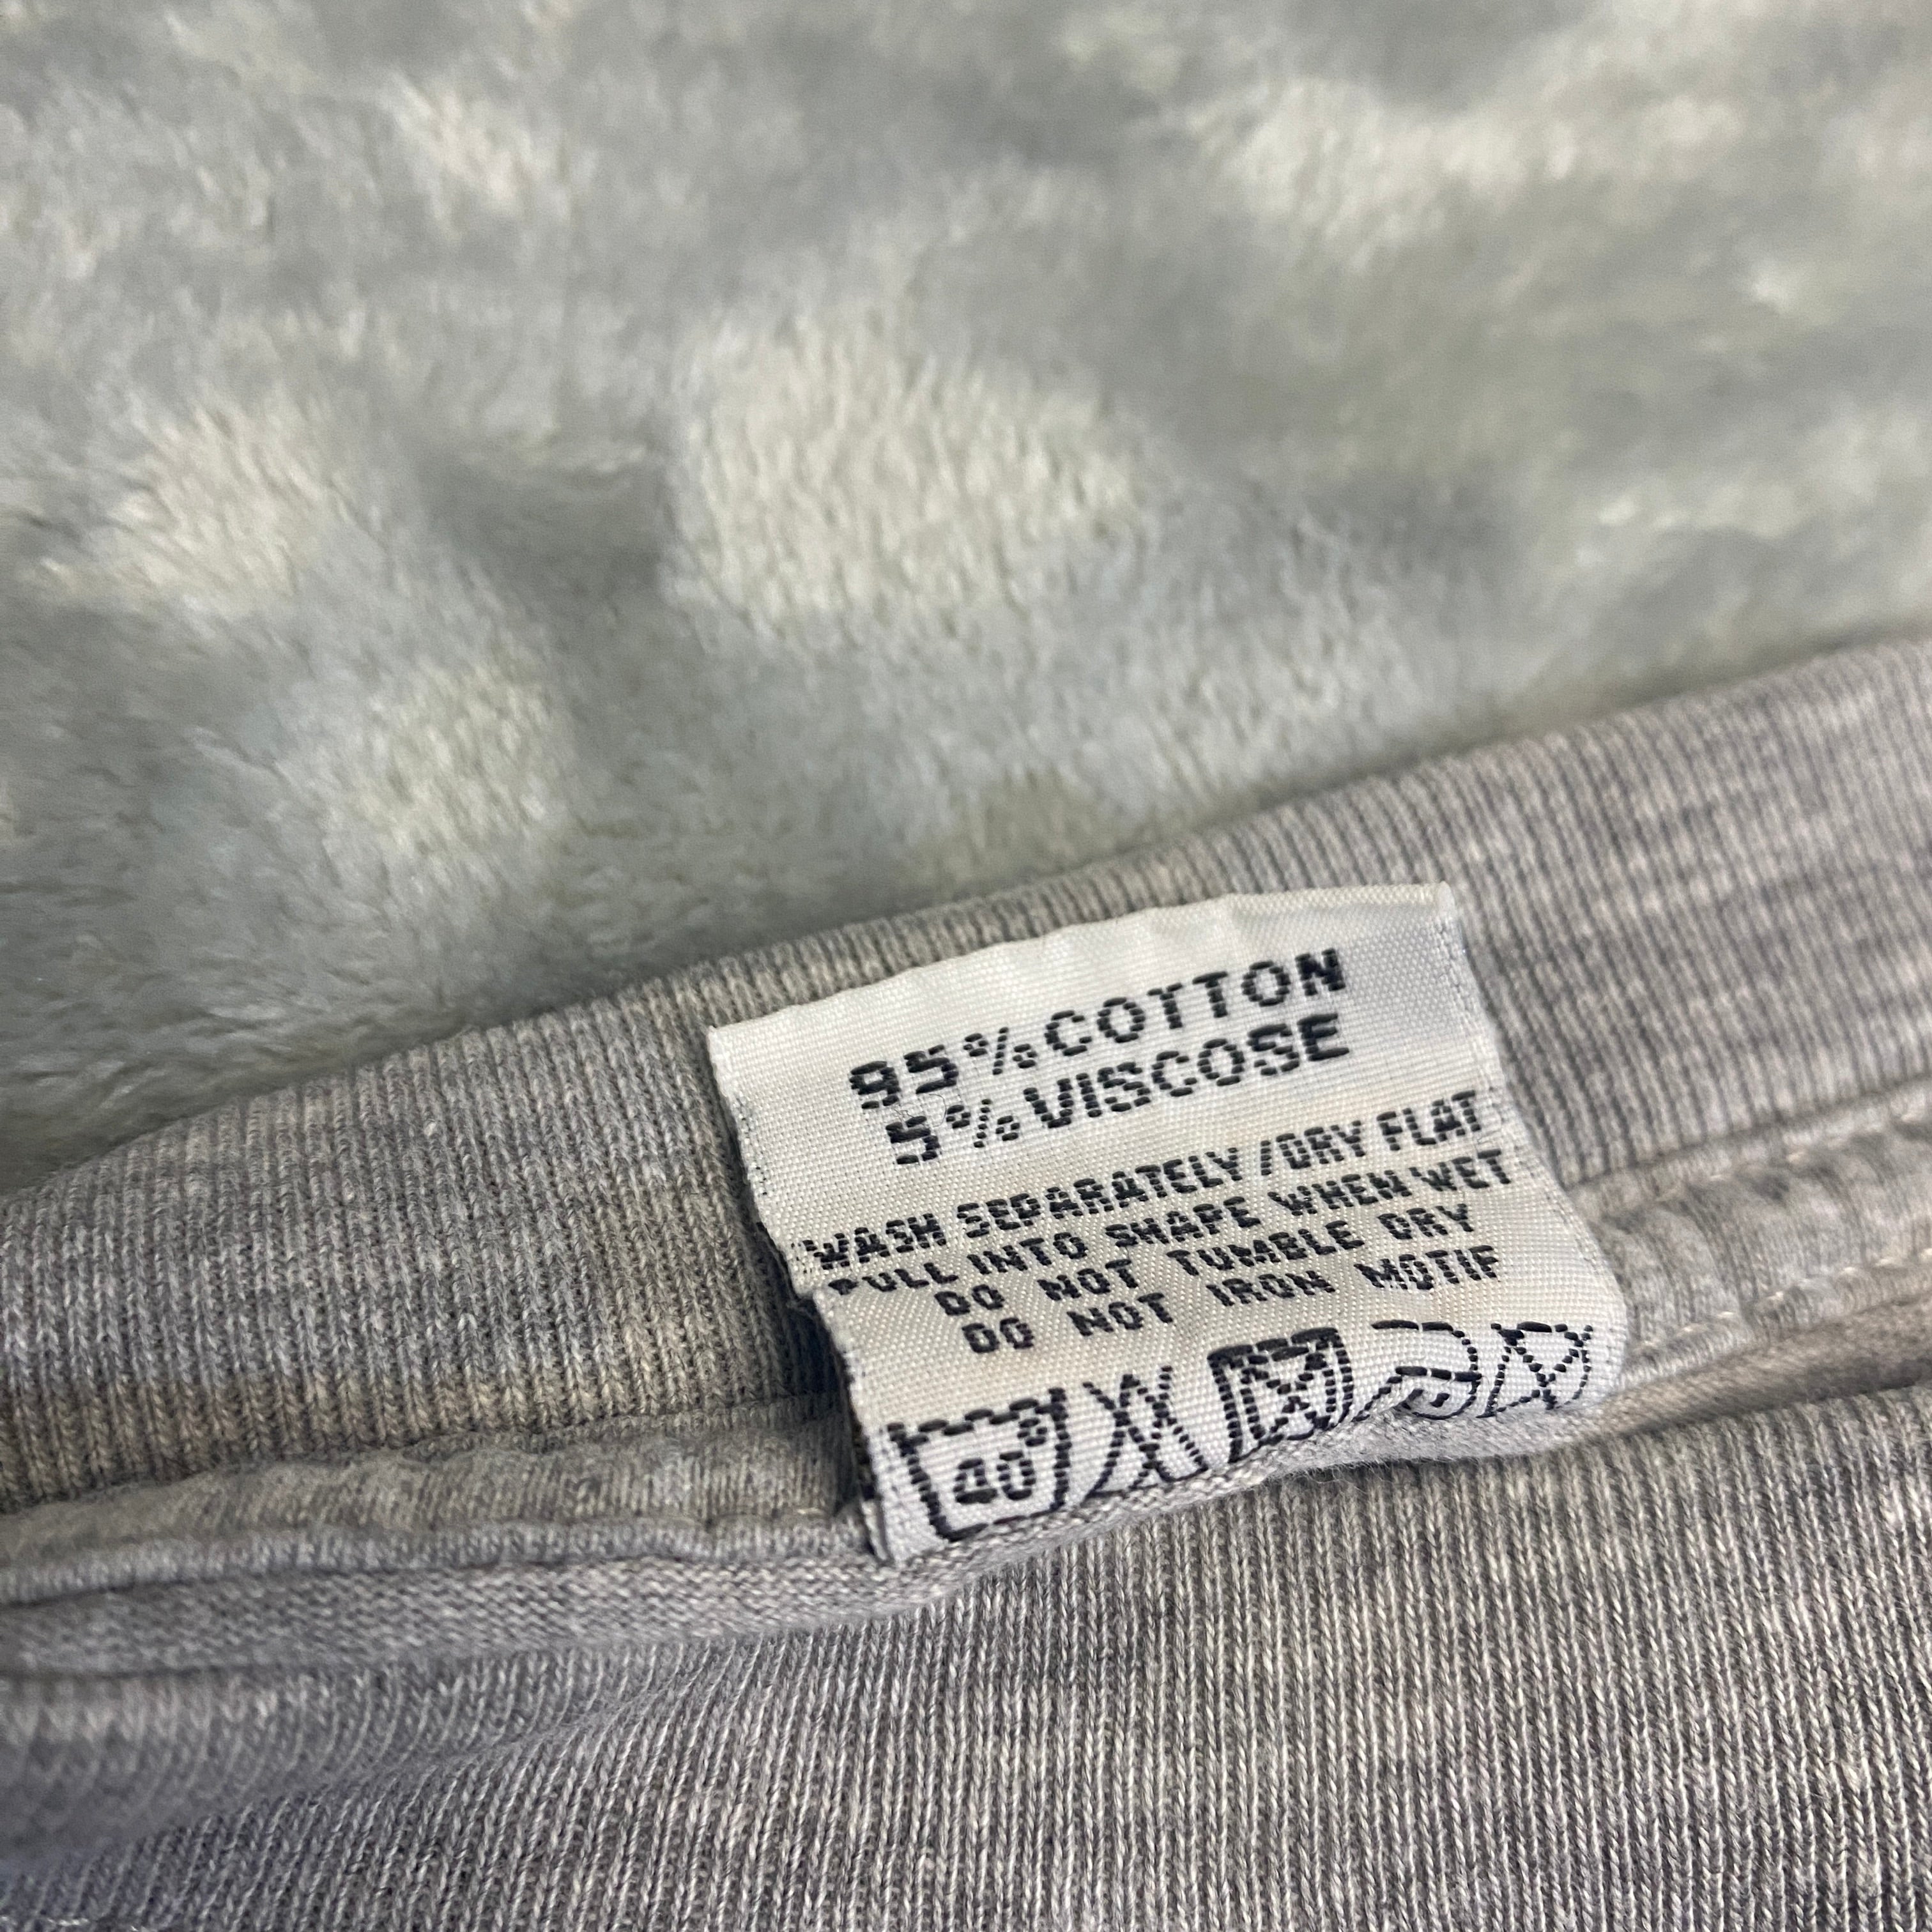 95% COTTON
5% VISCOSE
WASH SEPARATELY/DRY FLAT
PULL INTO SHAPE WHEN WET
DO NOT TUMBLE DRY
DO NOT IRON MOTIF
40°